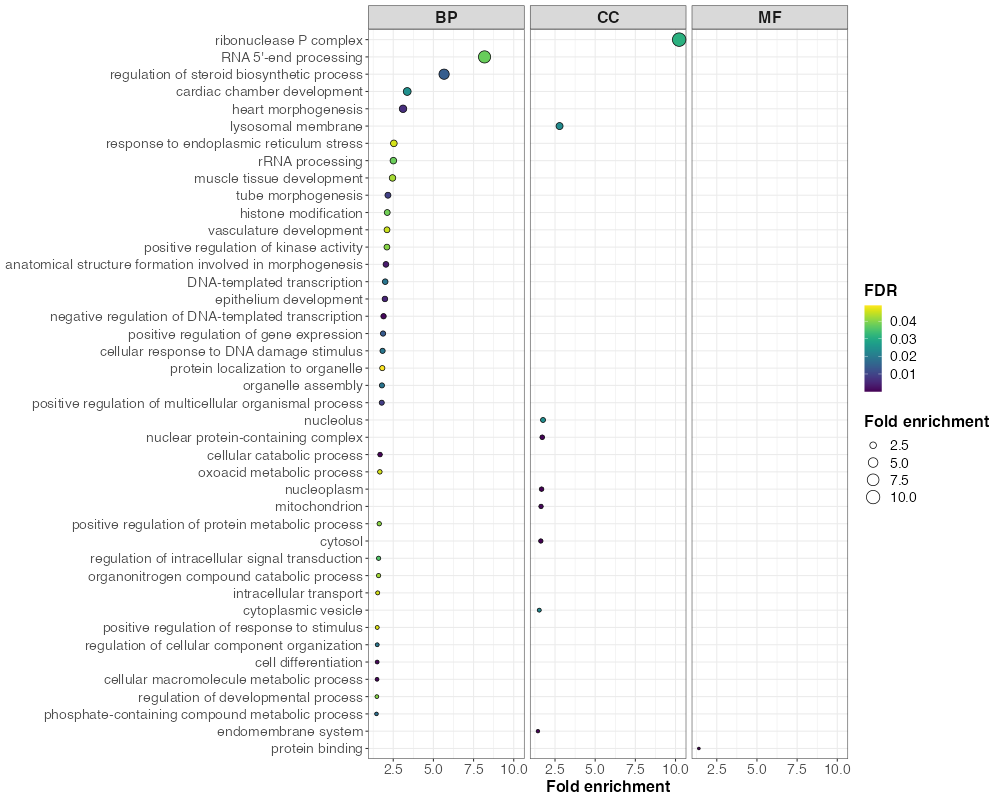 BP CC MF
ribonuclease P complex
RNA 5'-end processing
regulation of steroid biosynthetic process
cardiac chamber development
heart morphogenesis
lysosomal membrane
response to endoplasmic reticulum stress
rRNA processing
muscle tissue development
tube morphogenesis
histone modification
vasculature development
positive regulation of kinase activity
anatomical structure formation involved in morphogenesis
DNA-templated transcription
epithelium development
negative regulation of DNA-templated transcription
positive regulation of gene expression
cellular response to DNA damage stimulus
protein localization to organelle
organelle assembly
positive regulation of multicellular organismal process
nucleolus
nuclear protein-containing complex
cellular catabolic process
oxoacid metabolic process
nucleoplasm
mitochondrion
positive regulation of protein metabolic process
cytosol
regulation of intracellular signal transduction
organonitrogen compound catabolic process
intracellular transport
cytoplasmic vesicle
positive regulation of response to stimulus
regulation of cellular component organization
cell differentiation
cellular macromolecule metabolic process
regulation of developmental process
phosphate-containing compound metabolic process
endomembrane system
protein binding
2.5 5.0 7.5 10.0 2.5 5.0 7.5 10.0 2.5 5.0 7.5 10.0
Fold enrichment
FDR
0.04
0.03
0.02
0.01
Fold enrichment
2.5
5.0
7.5
10.0